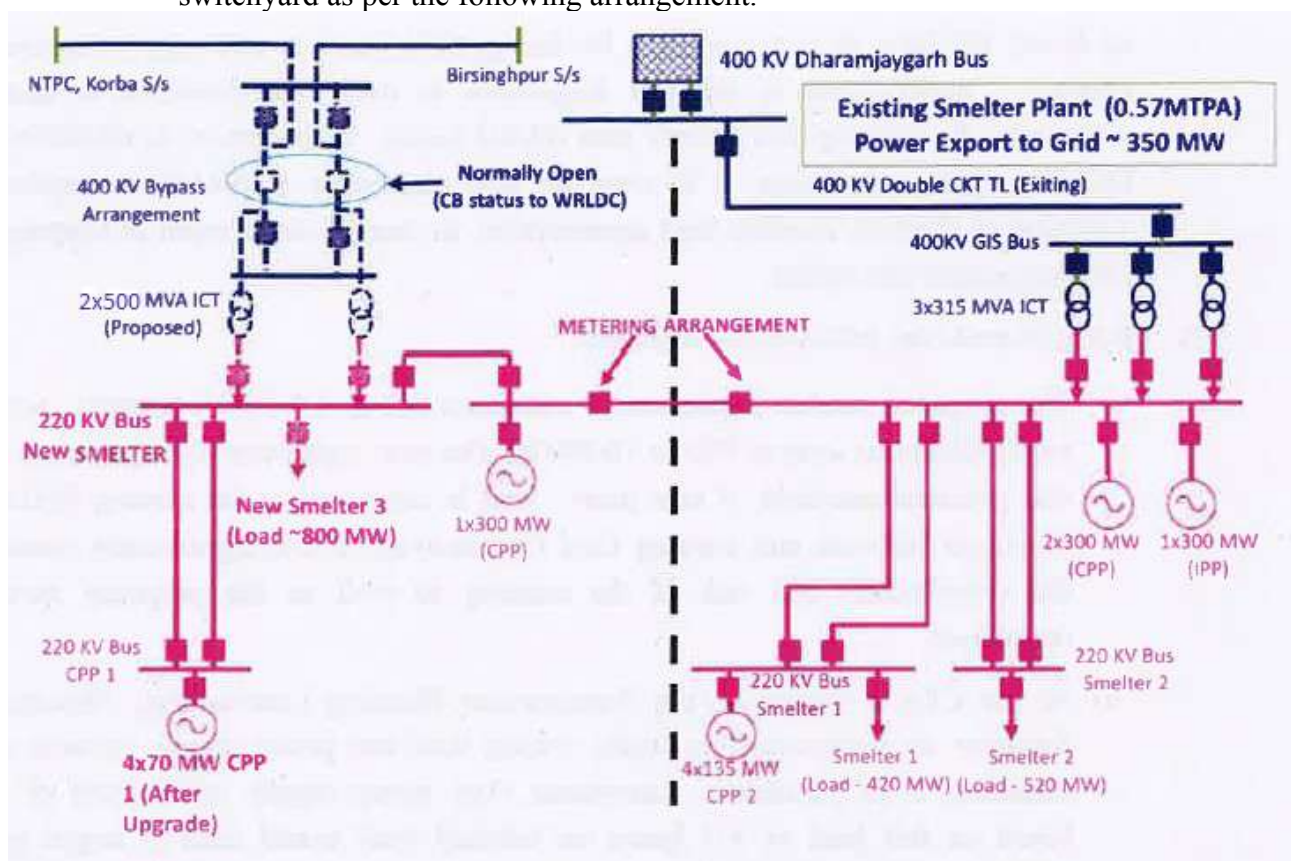 switchyard as per the following arrangement.
NTPC, Korba S/s
Birsinghpur S/s
400 KV Dharamjaygarh Bus
Existing Smelter Plant (0.57MTPA)
Power Export to Grid ~ 350 MW
400 KV Bypass
Arrangement
Normally Open
(CB status to WRLDC)
400 KV Double CKT TL (Exiting)
400KV GIS Bus
2x500 MVA ICT
(Proposed)
3x315 MVA ICT
METERING ARRANGEMENT
220 KV Bus
New SMELTER
New Smelter 3
(Load ~800 MW)
1x300 MW
(CPP)
2x300 MW
(CPP)
1x300 MW
(IPP)
220 KV Bus
CPP 1
220 KV Bus
Smelter 1
220 KV Bus
Smelter 2
4x70 MW CPP
1 (After
Upgrade)
4x135 MW
CPP 2
Smelter 1
(Load - 420 MW)
Smelter 2
(Load - 520 MW)